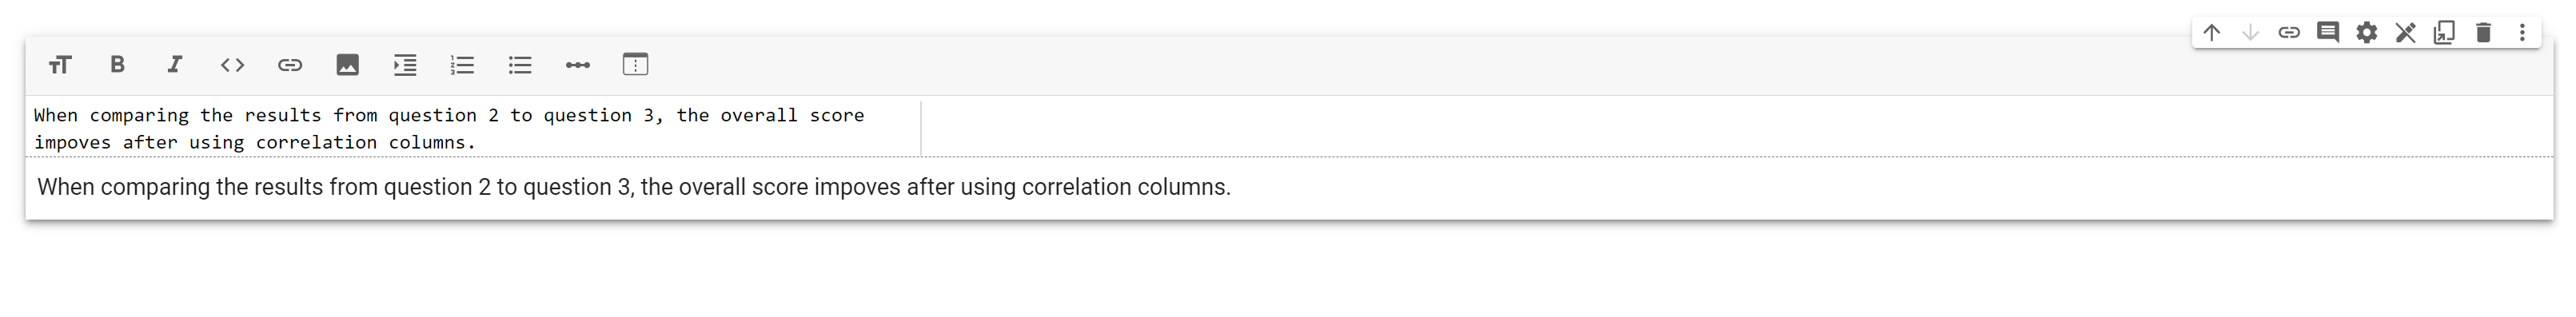 When comparing the results from question 2 to question 3, the overall score
impoves after using correlation columns.
When comparing the results from question 2 to question 3, the overall score impoves after using correlation columns.